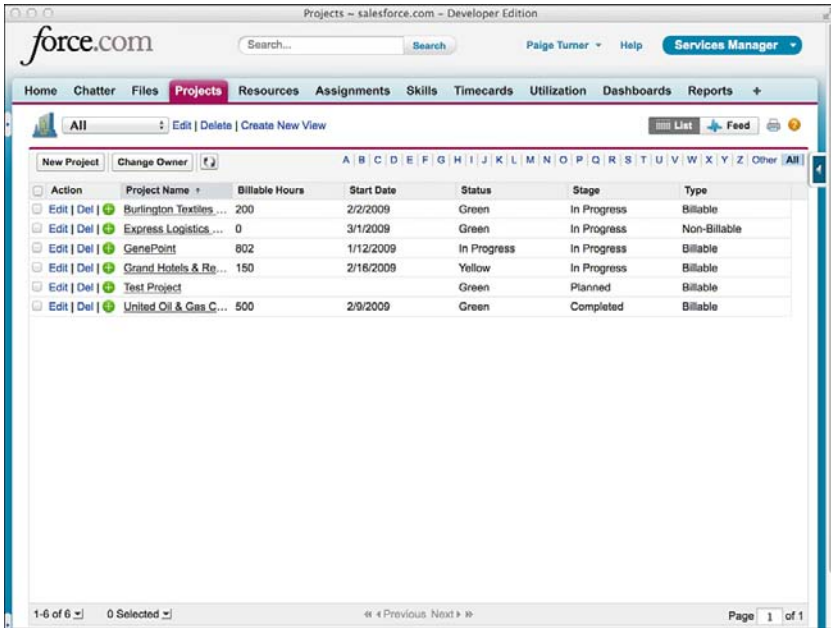 Projects ~ salesforce.com ~ Developer Edition
force.com Search... Search Paige Turner Help Services Manager
Home Chatter Files Projects Resources Assignments Skills Timecards Utilization Dashboards Reports +
All Edit | Delete | Create New View List Feed
New Project Change Owner A | B | C | D | E | F | G | H | I | J | K | L | M | N | O | P | Q | R | S | T | U | V | W | X | Y | Z | Other | All
Action Project Name Billable Hours Start Date Status Stage Type
Edit | Del | Burlington Textiles ... 200 2/2/2009 Green In Progress Billable
Edit | Del | Express Logistics ... 0 3/1/2009 Green In Progress Non-Billable
Edit | Del | GenePoint 802 1/12/2009 In Progress In Progress Billable
Edit | Del | Grand Hotels & Re... 150 2/16/2009 Yellow In Progress Billable
Edit | Del | Test Project Green Planned Billable
Edit | Del | United Oil & Gas C... 500 2/9/2009 Green Completed Billable
1-6 of 6 0 Selected Previous Next Page 1 of 1